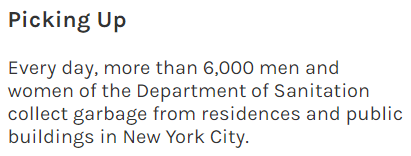 Picking Up
Every day, more than 6,000 men and
women of the Department of Sanitation
collect garbage from residences and public
buildings in New York City.